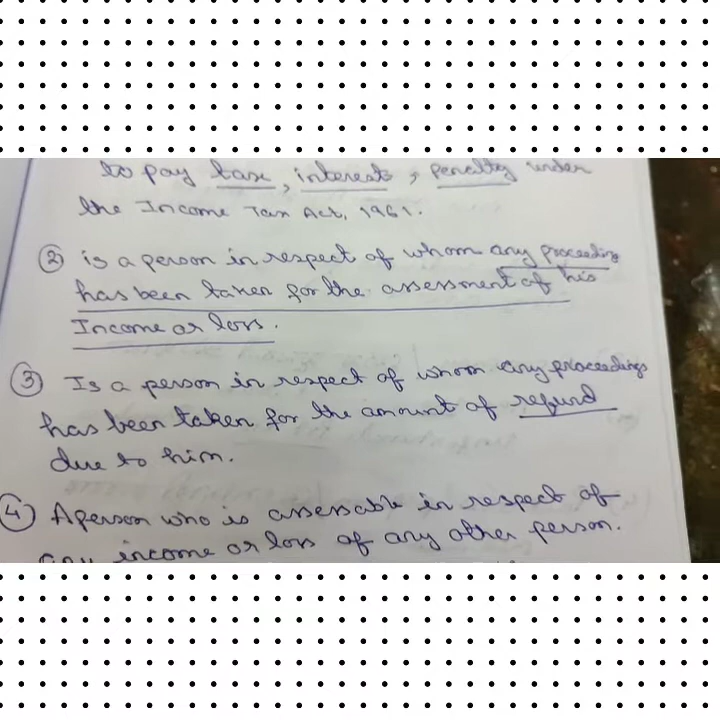 to pay tax, interest, penalty under
the Income Tax Act, 1961.
② is a person in respect of whom any proceeding
has been taken for the assessment of his
Income or loss.
③ Is a person in respect of whom any proceedings
has been taken for the amount of refund
due to him.
④ A person who is assessable in respect of
any income or loss of any other person.